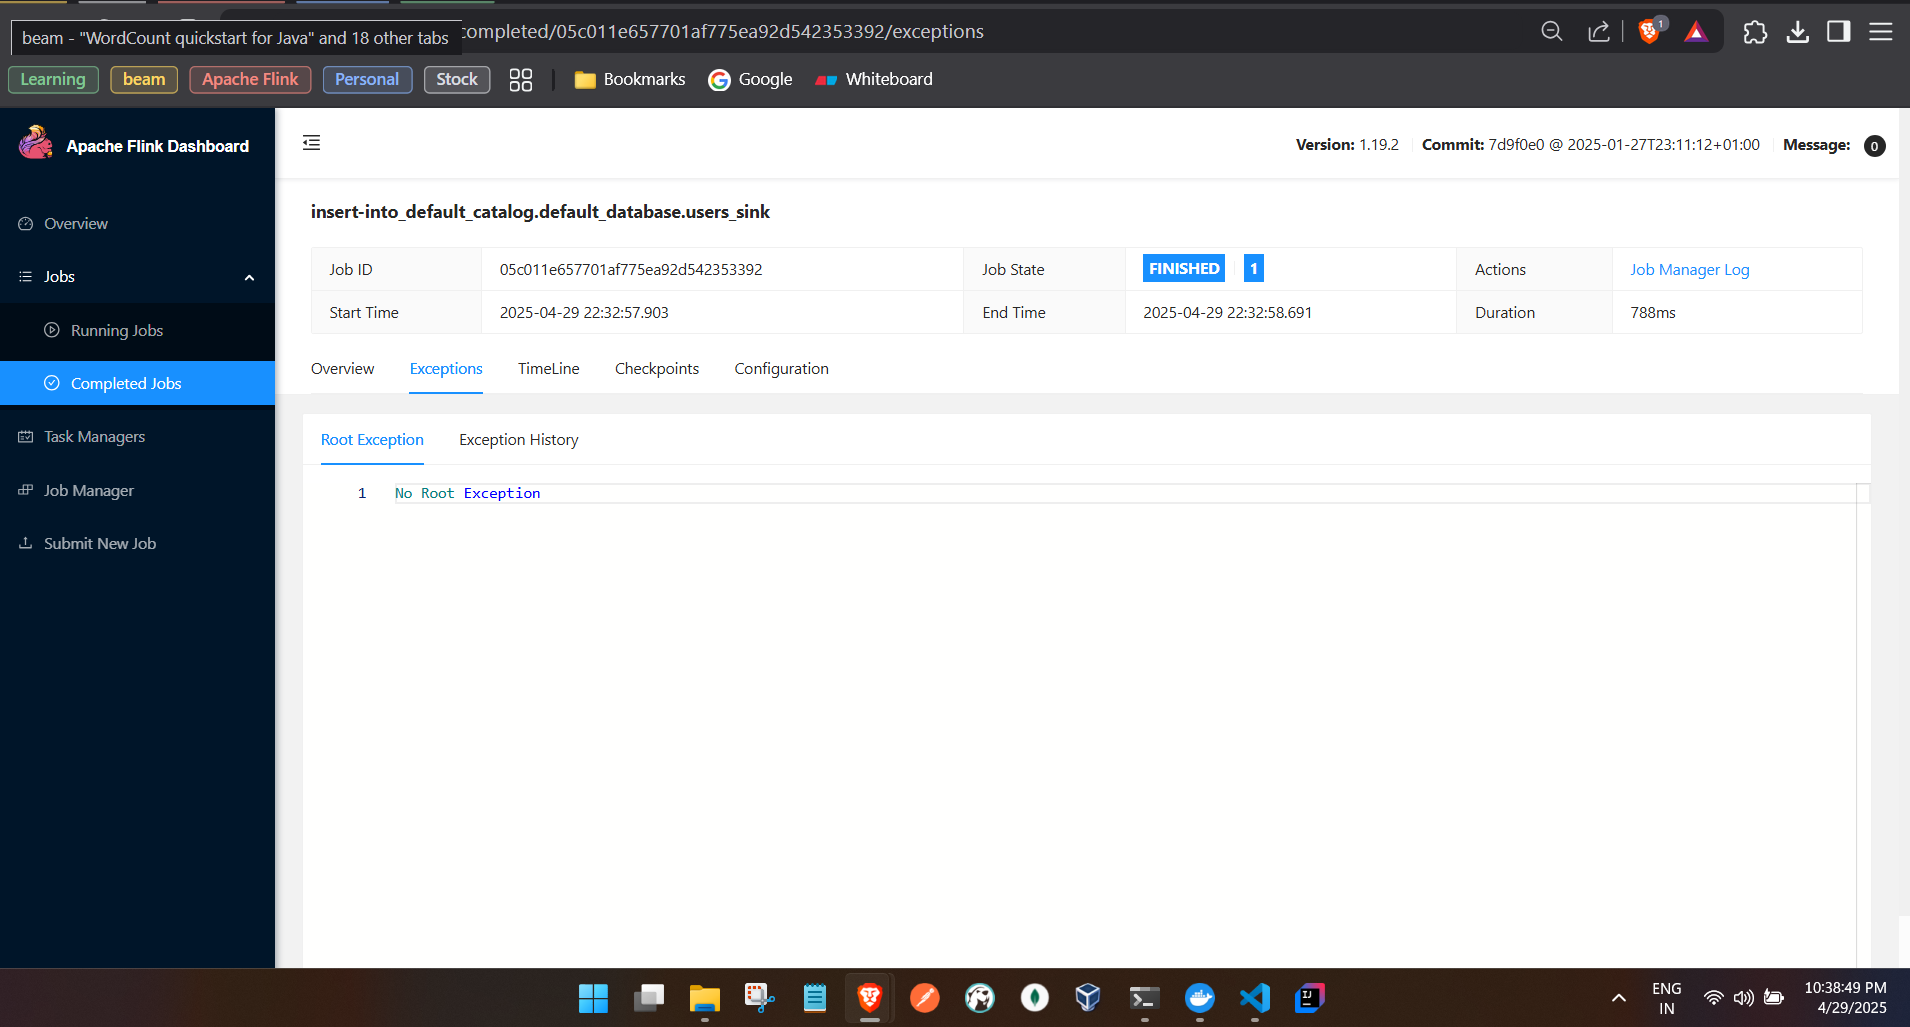 beam - "WordCount quickstart for Java" and 18 other tabs
completed/05c011e657701af775ea92d542353392/exceptions
1
Learning beam Apache Flink Personal Stock Bookmarks Google Whiteboard
Apache Flink Dashboard
Version: 1.19.2 Commit: 7d9f0e0 @ 2025-01-27T23:11:12+01:00 Message: 0
Overview
Jobs
Running Jobs
Completed Jobs
Task Managers
Job Manager
Submit New Job
insert-into_default_catalog.default_database.users_sink
Job ID 05c011e657701af775ea92d542353392 Job State FINISHED 1 Actions Job Manager Log
Start Time 2025-04-29 22:32:57.903 End Time 2025-04-29 22:32:58.691 Duration 788ms
Overview Exceptions TimeLine Checkpoints Configuration
Root Exception Exception History
1 No Root Exception
ENG
IN
10:38:49 PM
4/29/2025